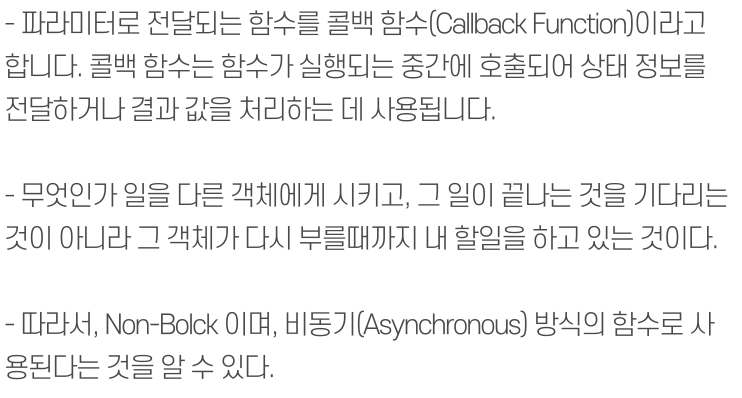 - 파라미터로 전달되는 함수를 콜백 함수(Callback Function)이라고
합니다. 콜백 함수는 함수가 실행되는 중간에 호출되어 상태 정보를
전달하거나 결과 값을 처리하는 데 사용됩니다.
- 무엇인가 일을 다른 객체에게 시키고, 그 일이 끝나는 것을 기다리는
것이 아니라 그 객체가 다시 부를때까지 내 할일을 하고 있는 것이다.
- 따라서, Non-Bolck 이며, 비동기(Asynchronous) 방식의 함수로 사
용된다는 것을 알 수 있다.